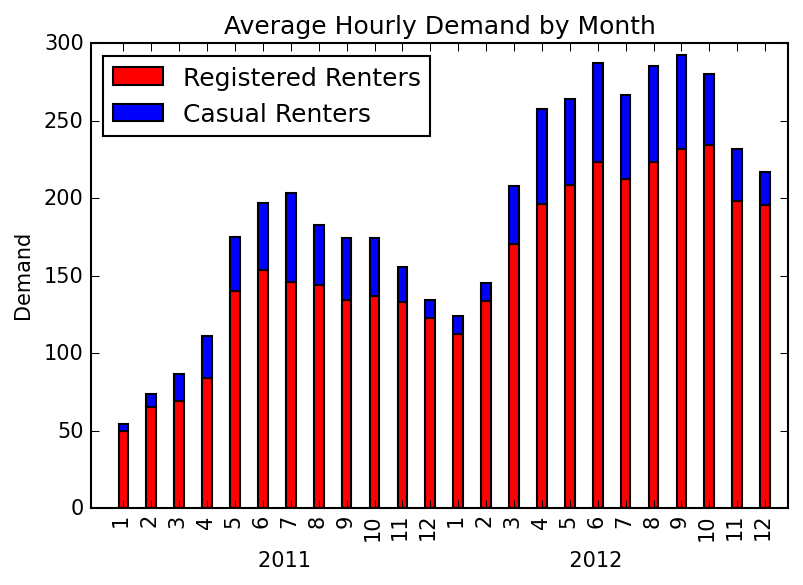 Average Hourly Demand by Month
Registered Renters
Casual Renters
Demand
300
250
200
150
100
50
0
1 2 3 4 5 6 7 8 9 10 11 12 1 2 3 4 5 6 7 8 9 10 11 12
2011 2012